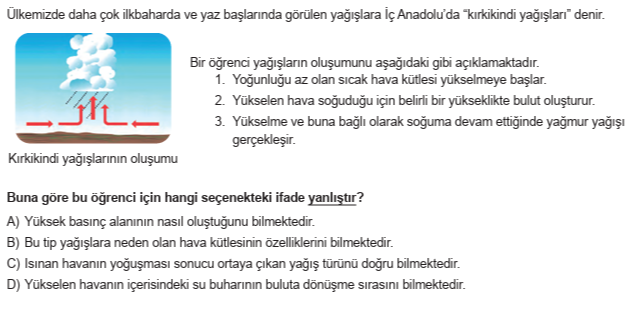 Ülkemizde daha çok ilkbaharda ve yaz başlarında görülen yağışlara İç Anadolu'da “kırkikindi yağışları” denir.
Bir öğrenci yağışların oluşumunu aşağıdaki gibi açıklamaktadır.
1. Yoğunluğu az olan sıcak hava kütlesi yükselmeye başlar.
2. Yükselen hava soğuduğu için belirli bir yükseklikte bulut oluşturur.
3. Yükselme ve buna bağlı olarak soğuma devam ettiğinde yağmur yağışı
gerçekleşir.
Kırkikindi yağışlarının oluşumu
Buna göre bu öğrenci için hangi seçenekteki ifade yanlıştır?
A) Yüksek basınç alanının nasıl oluştuğunu bilmektedir.
B) Bu tip yağışlara neden olan hava kütlesinin özelliklerini bilmektedir.
C) Isınan havanın yoğuşması sonucu ortaya çıkan yağış türünü doğru bilmektedir.
D) Yükselen havanın içerisindeki su buharının buluta dönüşme sırasını bilmektedir.